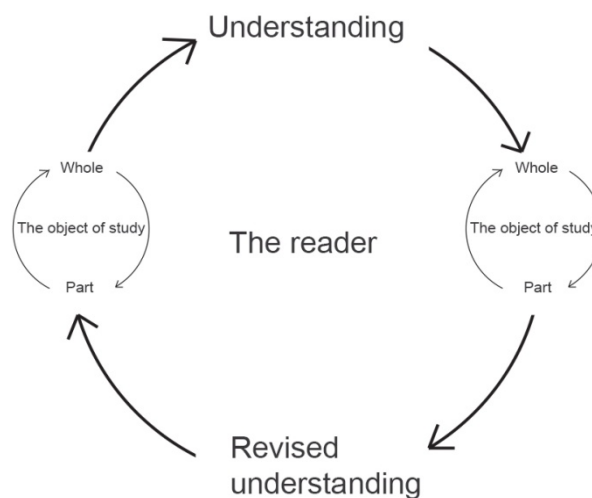 Understanding
Whole
Whole
The object of study
The reader
The object of study
Part
Part
Revised
understanding